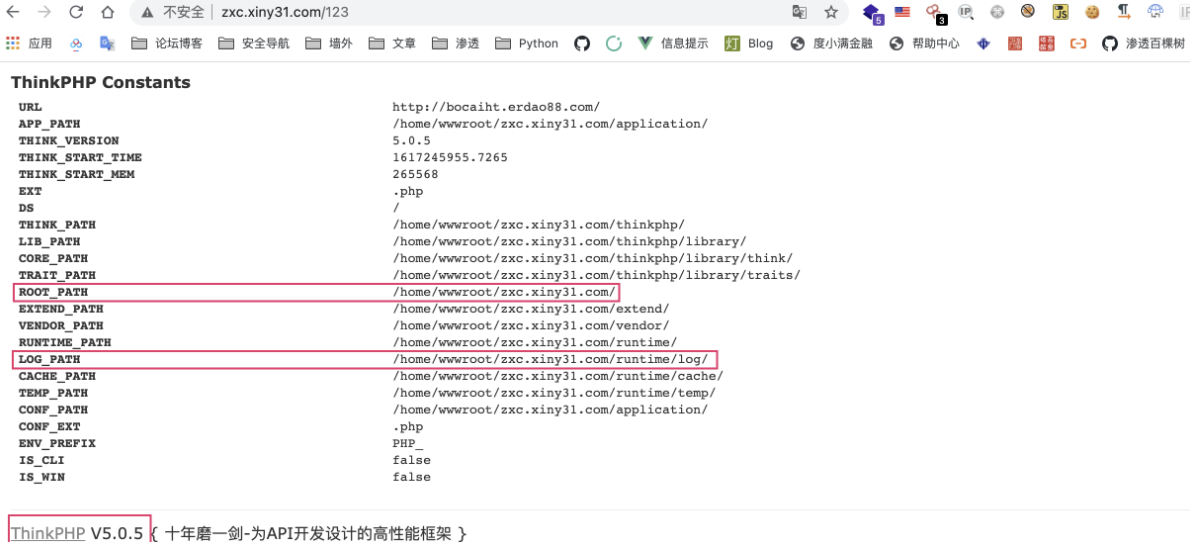 不安全 zxc.xiny31.com/123
应用 论坛博客 安全导航 墙外 文章 渗透 Python 信息提示 灯 Blog 度小满金融 帮助中心 渗透百棵树
ThinkPHP Constants
URL http://bocaiht.erdao88.com/
APP_PATH /home/wwwroot/zxc.xiny31.com/application/
THINK_VERSION 5.0.5
THINK_START_TIME 1617245955.7265
THINK_START_MEM 265568
EXT .php
DS /
THINK_PATH /home/wwwroot/zxc.xiny31.com/thinkphp/
LIB_PATH /home/wwwroot/zxc.xiny31.com/thinkphp/library/
CORE_PATH /home/wwwroot/zxc.xiny31.com/thinkphp/library/think/
TRAIT_PATH /home/wwwroot/zxc.xiny31.com/thinkphp/library/traits/
ROOT_PATH /home/wwwroot/zxc.xiny31.com/
EXTEND_PATH /home/wwwroot/zxc.xiny31.com/extend/
VENDOR_PATH /home/wwwroot/zxc.xiny31.com/vendor/
RUNTIME_PATH /home/wwwroot/zxc.xiny31.com/runtime/
LOG_PATH /home/wwwroot/zxc.xiny31.com/runtime/log/
CACHE_PATH /home/wwwroot/zxc.xiny31.com/runtime/cache/
TEMP_PATH /home/wwwroot/zxc.xiny31.com/runtime/temp/
CONF_PATH /home/wwwroot/zxc.xiny31.com/application/
CONF_EXT .php
ENV_PREFIX PHP_
IS_CLI false
IS_WIN false
ThinkPHP V5.0.5 { 十年磨一剑-为API开发设计的高性能框架 }